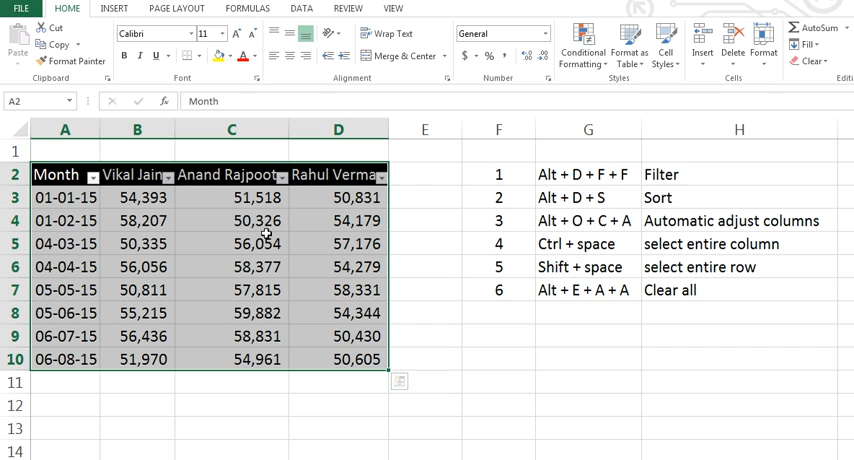 FILE HOME INSERT PAGE LAYOUT FORMULAS DATA REVIEW VIEW
Paste Cut Copy Format Painter Clipboard
Calibri 11 A A B I U A Font
Wrap Text Merge & Center Alignment
General $ % , Number
Conditional Formatting Format as Table Cell Styles Styles
Insert Delete Format Cells
AutoSum Fill Clear Editi
A2 fx Month
A B C D E F G H
1
2 Month Vikal Jain Anand Rajpoot Rahul Verma 1 Alt + D + F + F Filter
3 01-01-15 54,393 51,518 50,831 2 Alt + D + S Sort
4 01-02-15 58,207 50,326 54,179 3 Alt + O + C + A Automatic adjust columns
5 04-03-15 50,335 56,054 57,176 4 Ctrl + space select entire column
6 04-04-15 56,056 58,377 54,279 5 Shift + space select entire row
7 05-05-15 50,811 57,815 58,331 6 Alt + E + A + A Clear all
8 05-06-15 55,215 59,882 54,344
9 06-07-15 56,436 58,831 50,430
10 06-08-15 51,970 54,961 50,605
11
12
13
14